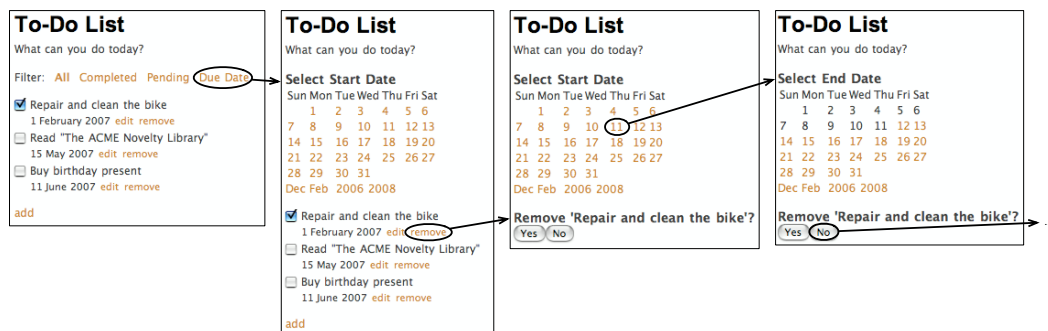 To-Do List
What can you do today?
Filter: All Completed Pending Due Date
Repair and clean the bike
1 February 2007 edit remove
Read "The ACME Novelty Library"
15 May 2007 edit remove
Buy birthday present
11 June 2007 edit remove
add
To-Do List
What can you do today?
Select Start Date
Sun Mon Tue Wed Thu Fri Sat
1 2 3 4 5 6
7 8 9 10 11 12 13
14 15 16 17 18 19 20
21 22 23 24 25 26 27
28 29 30 31
Dec Feb 2006 2008
Repair and clean the bike
1 February 2007 edit remove
Read "The ACME Novelty Library"
15 May 2007 edit remove
Buy birthday present
11 June 2007 edit remove
add
To-Do List
What can you do today?
Select Start Date
Sun Mon Tue Wed Thu Fri Sat
1 2 3 4 5 6
7 8 9 10 11 12 13
14 15 16 17 18 19 20
21 22 23 24 25 26 27
28 29 30 31
Dec Feb 2006 2008
Remove 'Repair and clean the bike'?
Yes No
To-Do List
What can you do today?
Select End Date
Sun Mon Tue Wed Thu Fri Sat
1 2 3 4 5 6
7 8 9 10 11 12 13
14 15 16 17 18 19 20
21 22 23 24 25 26 27
28 29 30 31
Dec Feb 2006 2008
Remove 'Repair and clean the bike'?
Yes No